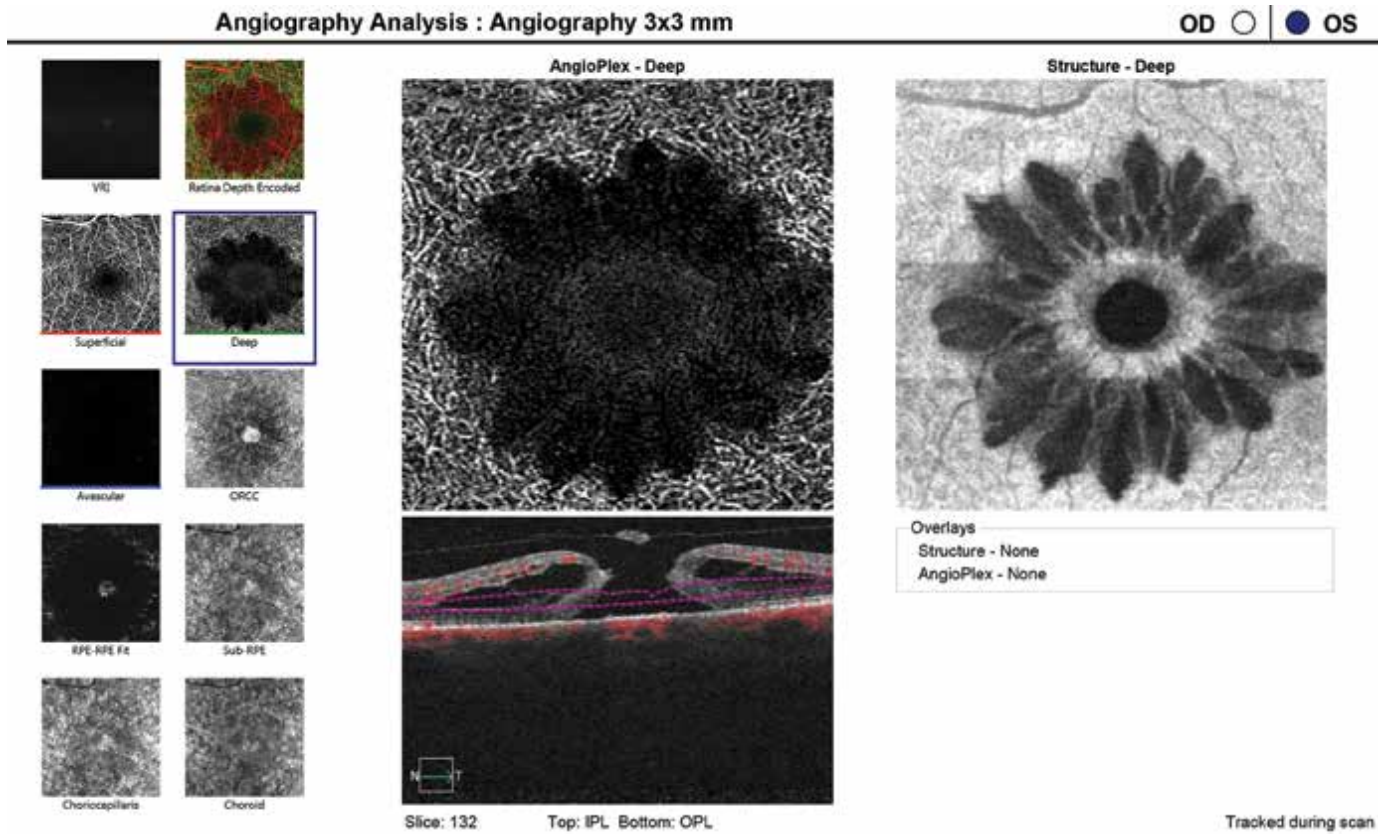 Angiography Analysis : Angiography 3x3 mm
OD OS
AngioPlex - Deep
Structure - Deep
VRI
Retina Depth Encoded
Superficial
Deep
Avascular
ORCC
RPE-RPE Fit
Sub-RPE
Choriocapillaris
Choroid
Overlays
Structure - None
AngioPlex - None
N T
Slice: 132 Top: IPL Bottom: OPL
Tracked during scan